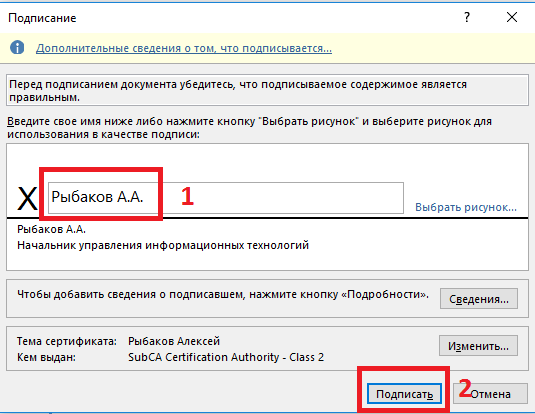 Подписание
?
Дополнительные сведения о том, что подписывается...
Перед подписанием документа убедитесь, что подписываемое содержимое является
правильным.
Введите свое имя ниже либо нажмите кнопку "Выбрать рисунок" и выберите рисунок для
использования в качестве подписи:
X Рыбаков А.А. 1
Выбрать рисунок...
Рыбаков А.А.
Начальник управления информационных технологий
Чтобы добавить сведения о подписавшем, нажмите кнопку «Подробности». Сведения...
Тема сертификата: Рыбаков Алексей Изменить...
Кем выдан: SubCA Certification Authority - Class 2
Подписать 2 Отмена